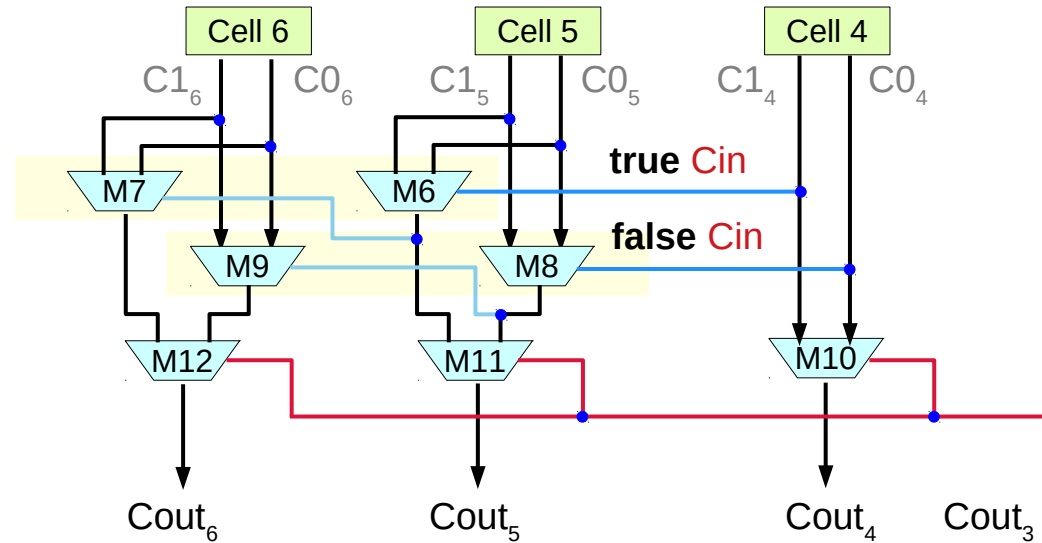 Cell 6 Cell 5 Cell 4
C1₆ C0₆ C1₅ C0₅ C1₄ C0₄
true Cin
M7 M6
false Cin
M9 M8
M12 M11 M10
Cout₆ Cout₅ Cout₄ Cout₃